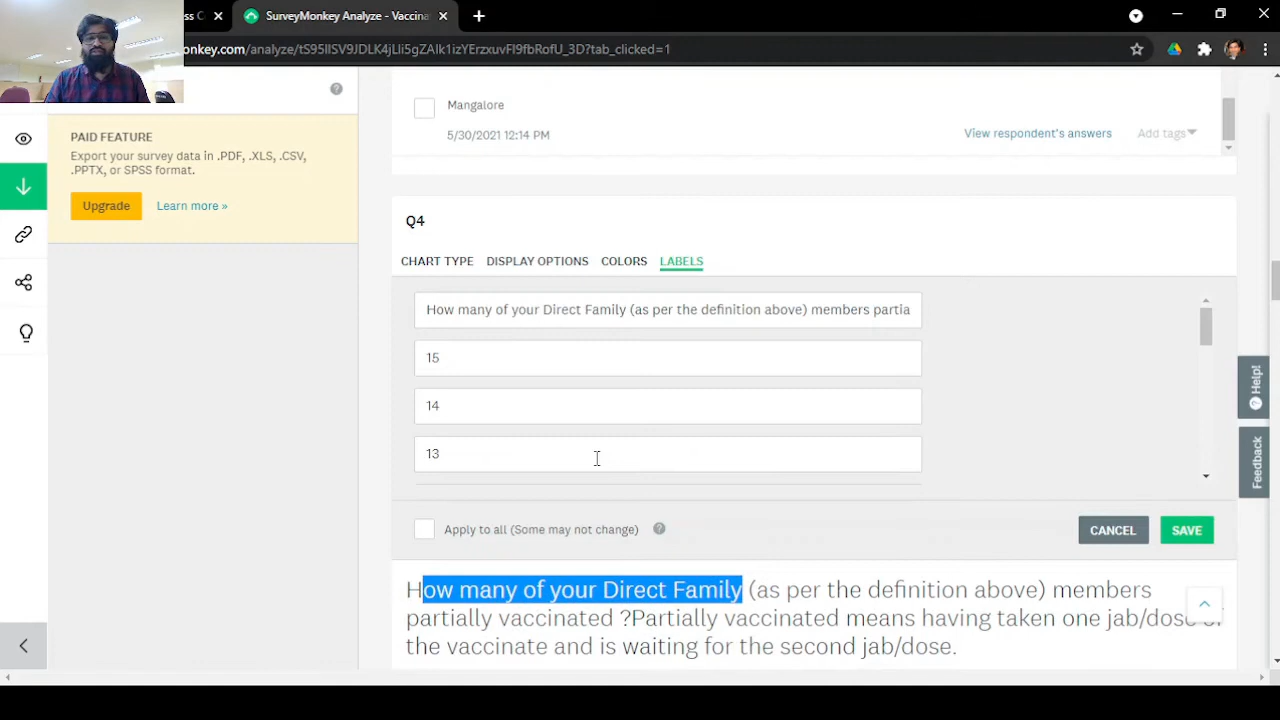 ss C
SurveyMonkey Analyze - Vaccina
nkey.com/analyze/tS95IISV9JDLK4jLli5gZAlk1izYErzxuvFI9fbRofU_3D?tab_clicked=1
PAID FEATURE
Export your survey data in .PDF, .XLS, .CSV,
.PPTX, or SPSS format.
Upgrade
Learn more »
Mangalore
5/30/2021 12:14 PM
View respondent's answers
Add tags
Q4
CHART TYPE DISPLAY OPTIONS COLORS LABELS
How many of your Direct Family (as per the definition above) members partia
15
14
13
Apply to all (Some may not change)
CANCEL
SAVE
How many of your Direct Family (as per the definition above) members
partially vaccinated ?Partially vaccinated means having taken one jab/dose of
the vaccinate and is waiting for the second jab/dose.
Help!
Feedback